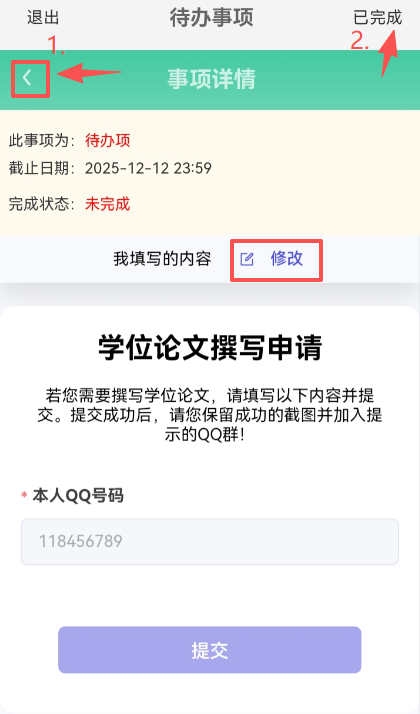 退出 待办事项 已完成
1. 2.
事项详情
此事项为：待办项
截止日期：2025-12-12 23:59
完成状态：未完成
我填写的内容 修改
学位论文撰写申请
若您需要撰写学位论文，请填写以下内容并提
交。提交成功后，请您保留成功的截图并加入提
示的QQ群！
* 本人QQ号码
118456789
提交